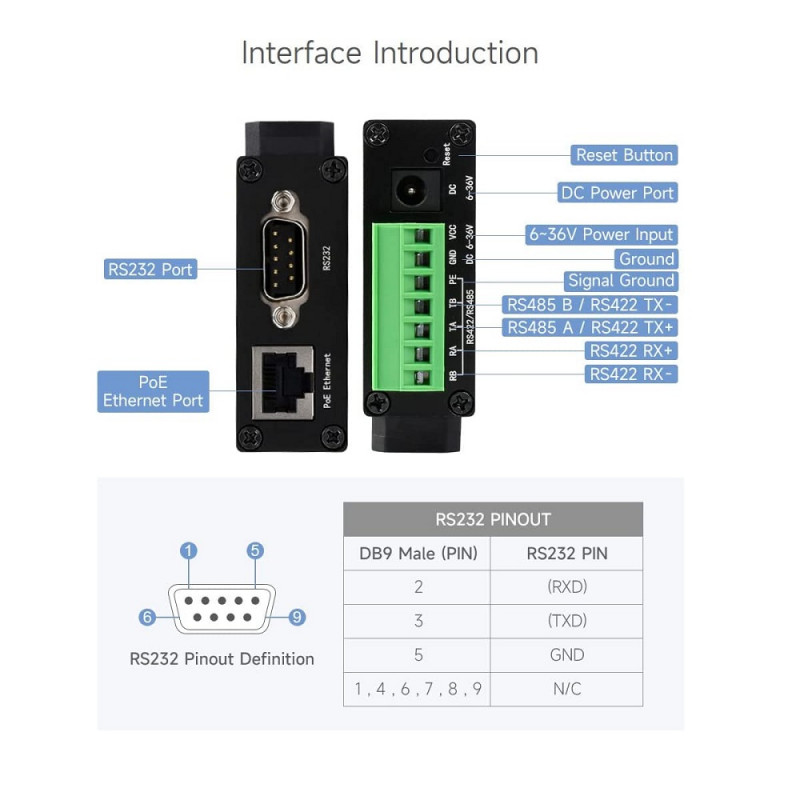 Interface Introduction
Reset
DC
6-36V
VCC
GND
DC 6-36V
PE
TB
TA
RA
RB
RS422/RS485
RS232
PoE Ethernet
Reset Button
DC Power Port
6~36V Power Input
Ground
Signal Ground
RS485 B / RS422 TX-
RS485 A / RS422 TX+
RS422 RX+
RS422 RX-
RS232 Port
PoE
Ethernet Port
1
5
6
9
RS232 Pinout Definition
RS232 PINOUT
DB9 Male (PIN) RS232 PIN
2 (RXD)
3 (TXD)
5 GND
1 , 4 , 6 , 7 , 8 , 9 N/C